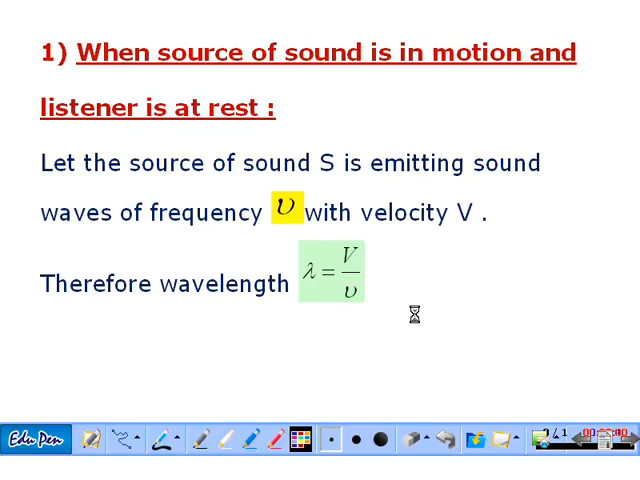 1) When source of sound is in motion and
listener is at rest :
Let the source of sound S is emitting sound
waves of frequency υ with velocity V .
Therefore wavelength λ = V/υ
Edu Pen